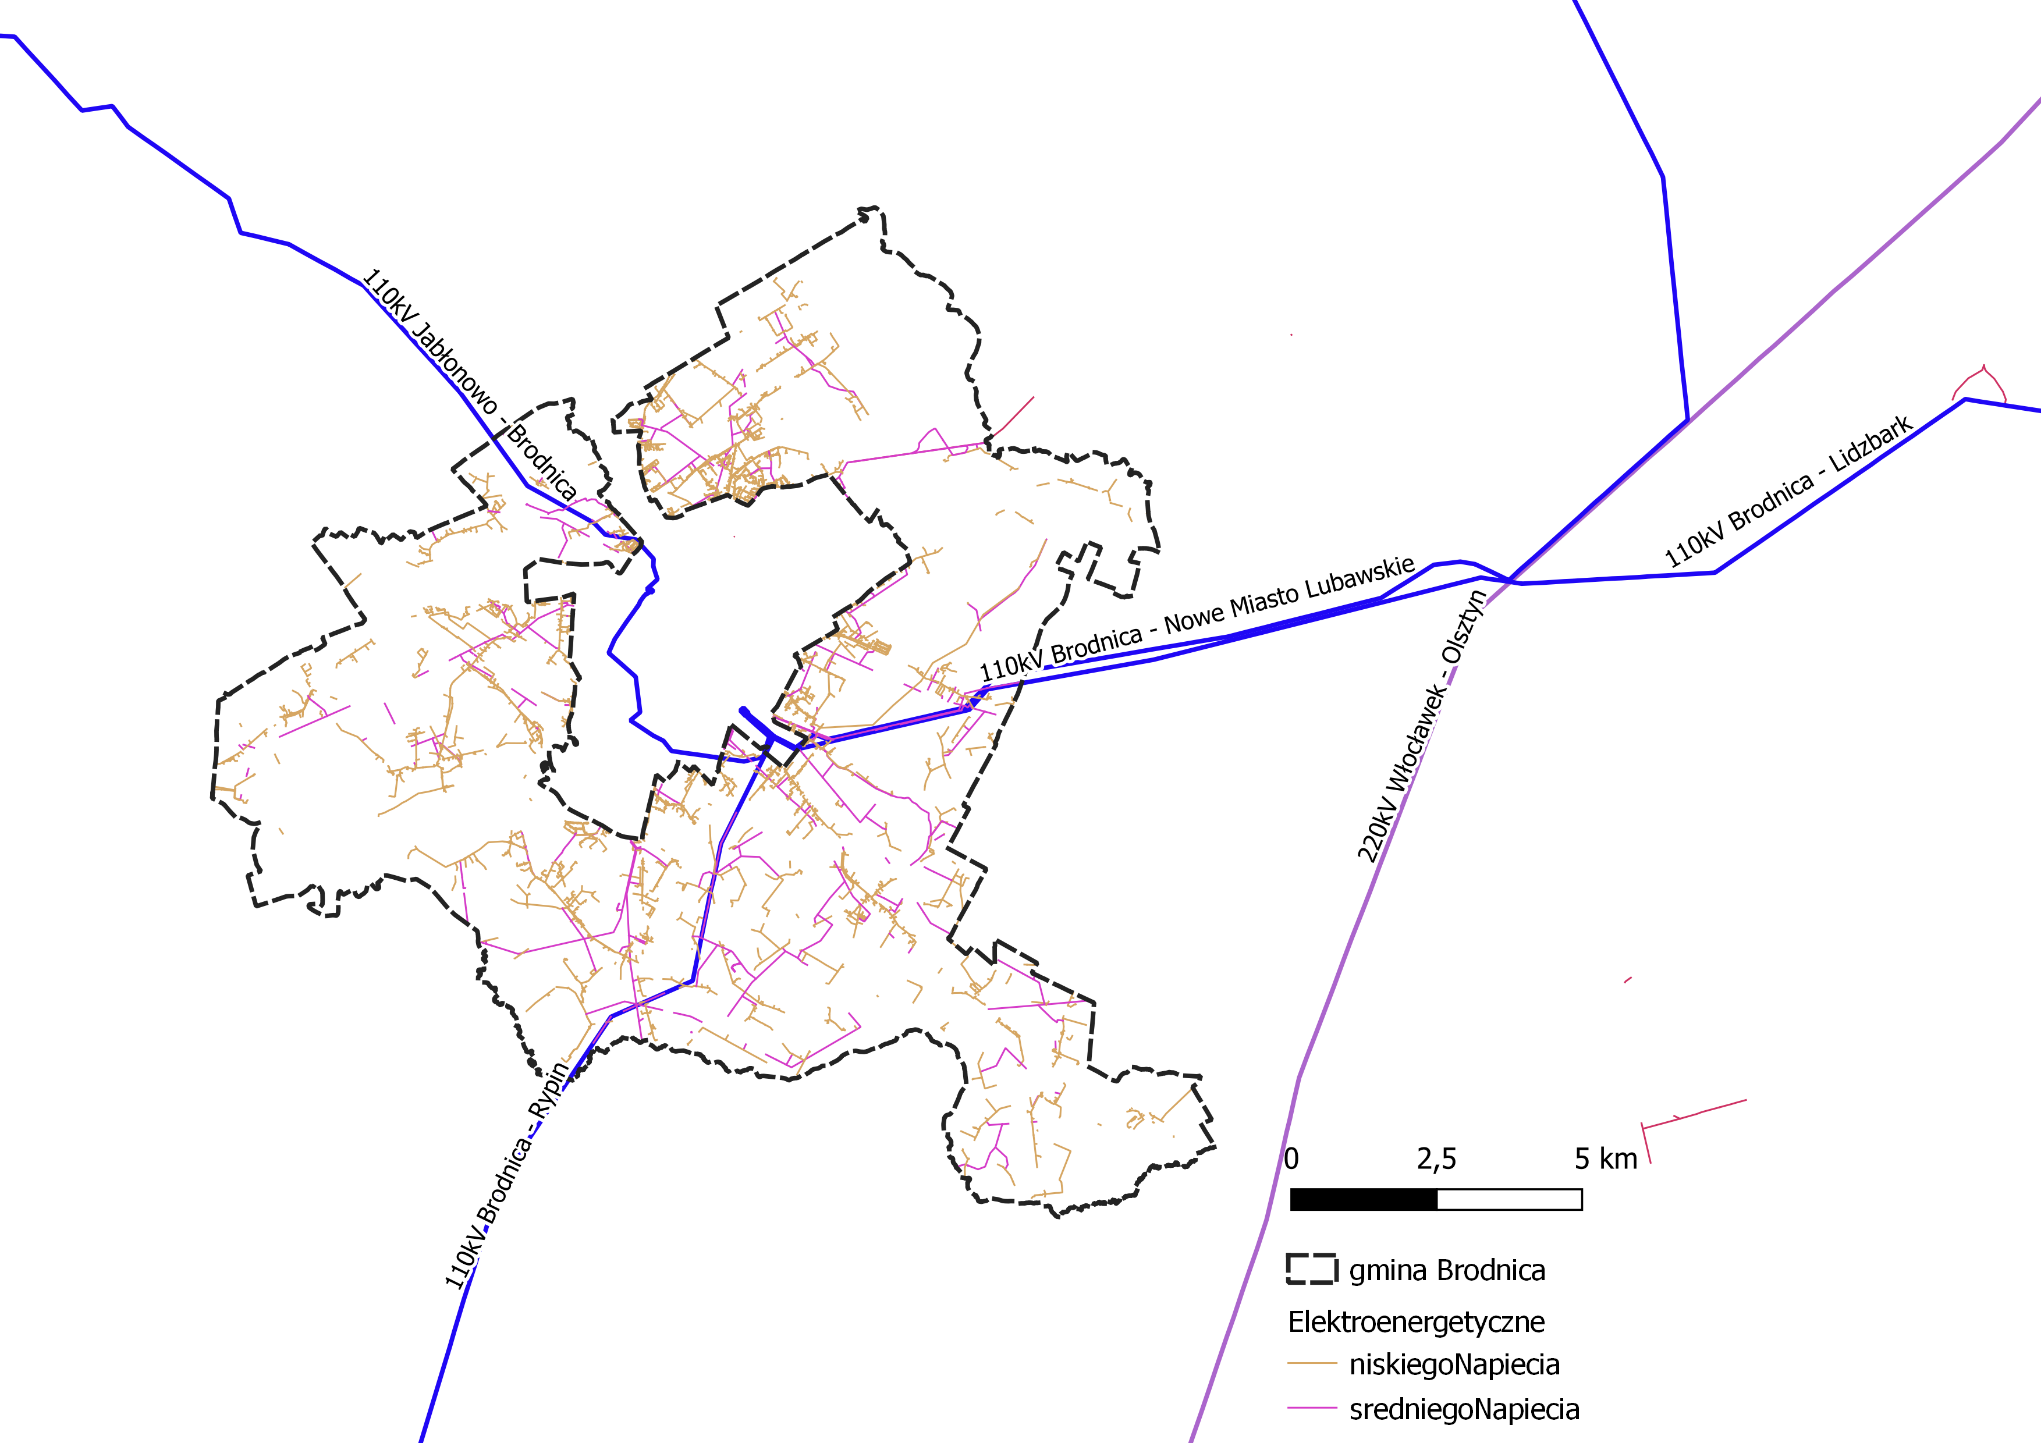 110kV Jabłonowo - Brodnica
110kV Brodnica - Lidzbark
110kV Brodnica - Nowe Miasto Lubawskie
220kV Włocławek - Olsztyn
110kV Brodnica - Rypin
0 2,5 5 km
gmina Brodnica
Elektroenergetyczne
niskiegoNapiecia
sredniegoNapiecia